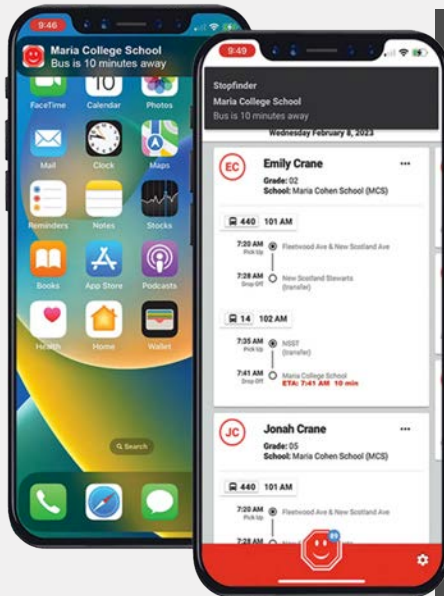 9:46
Maria College School
Bus is 10 minutes away
10
FaceTime
Calendar
Photos
Mail
Clock
Maps
Reminders
Notes
Stocks
Books
App Store
Podcasts
Health
Home
Wallet
Search
9:49
Stopfinder
Maria College School
Bus is 10 minutes away
Wednesday February 8, 2023
EC
Emily Crane
Grade: 02
School: Maria Cohen School (MCS)
440 101 AM
7:20 AM Fleetwood Ave & New Scotland Ave
Pick Up
7:28 AM New Scotland Stewarts
Drop Off (transfer)
14 102 AM
7:35 AM NSST
Pick Up (transfer)
7:41 AM Maria College School
Drop Off ETA: 7:41 AM 10 min
JC
Jonah Crane
Grade: 05
School: Maria Cohen School (MCS)
440 101 AM
7:20 AM Fleetwood Ave & New Scotland Ave
Pick Up
7:28 AM